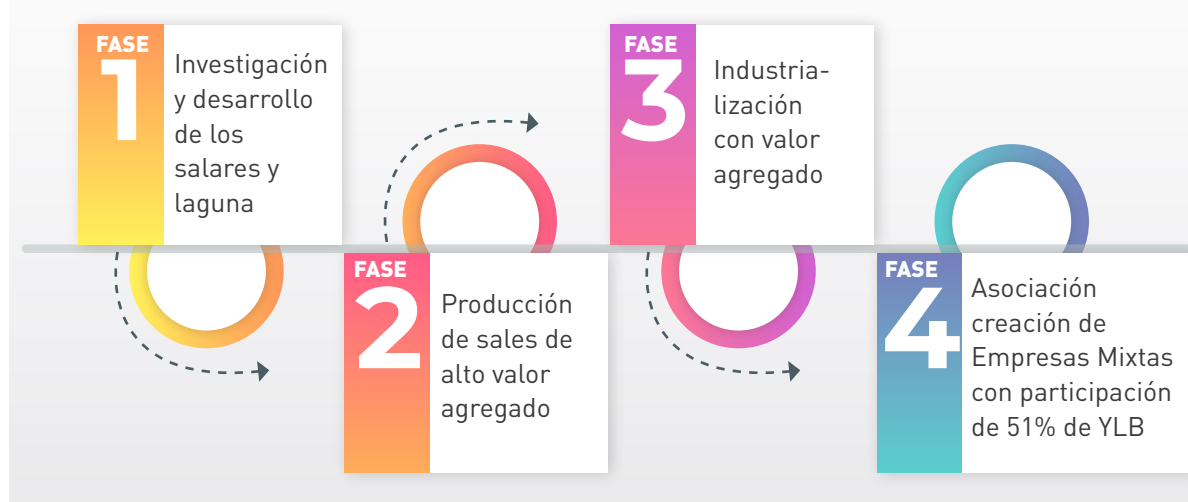 FASE
1
Investigación
y desarrollo
de los
salares y
laguna
FASE
2
Producción
de sales de
alto valor
agregado
FASE
3
Industria-
lización
con valor
agregado
FASE
4
Asociación
creación de
Empresas Mixtas
con participación
de 51% de YLB